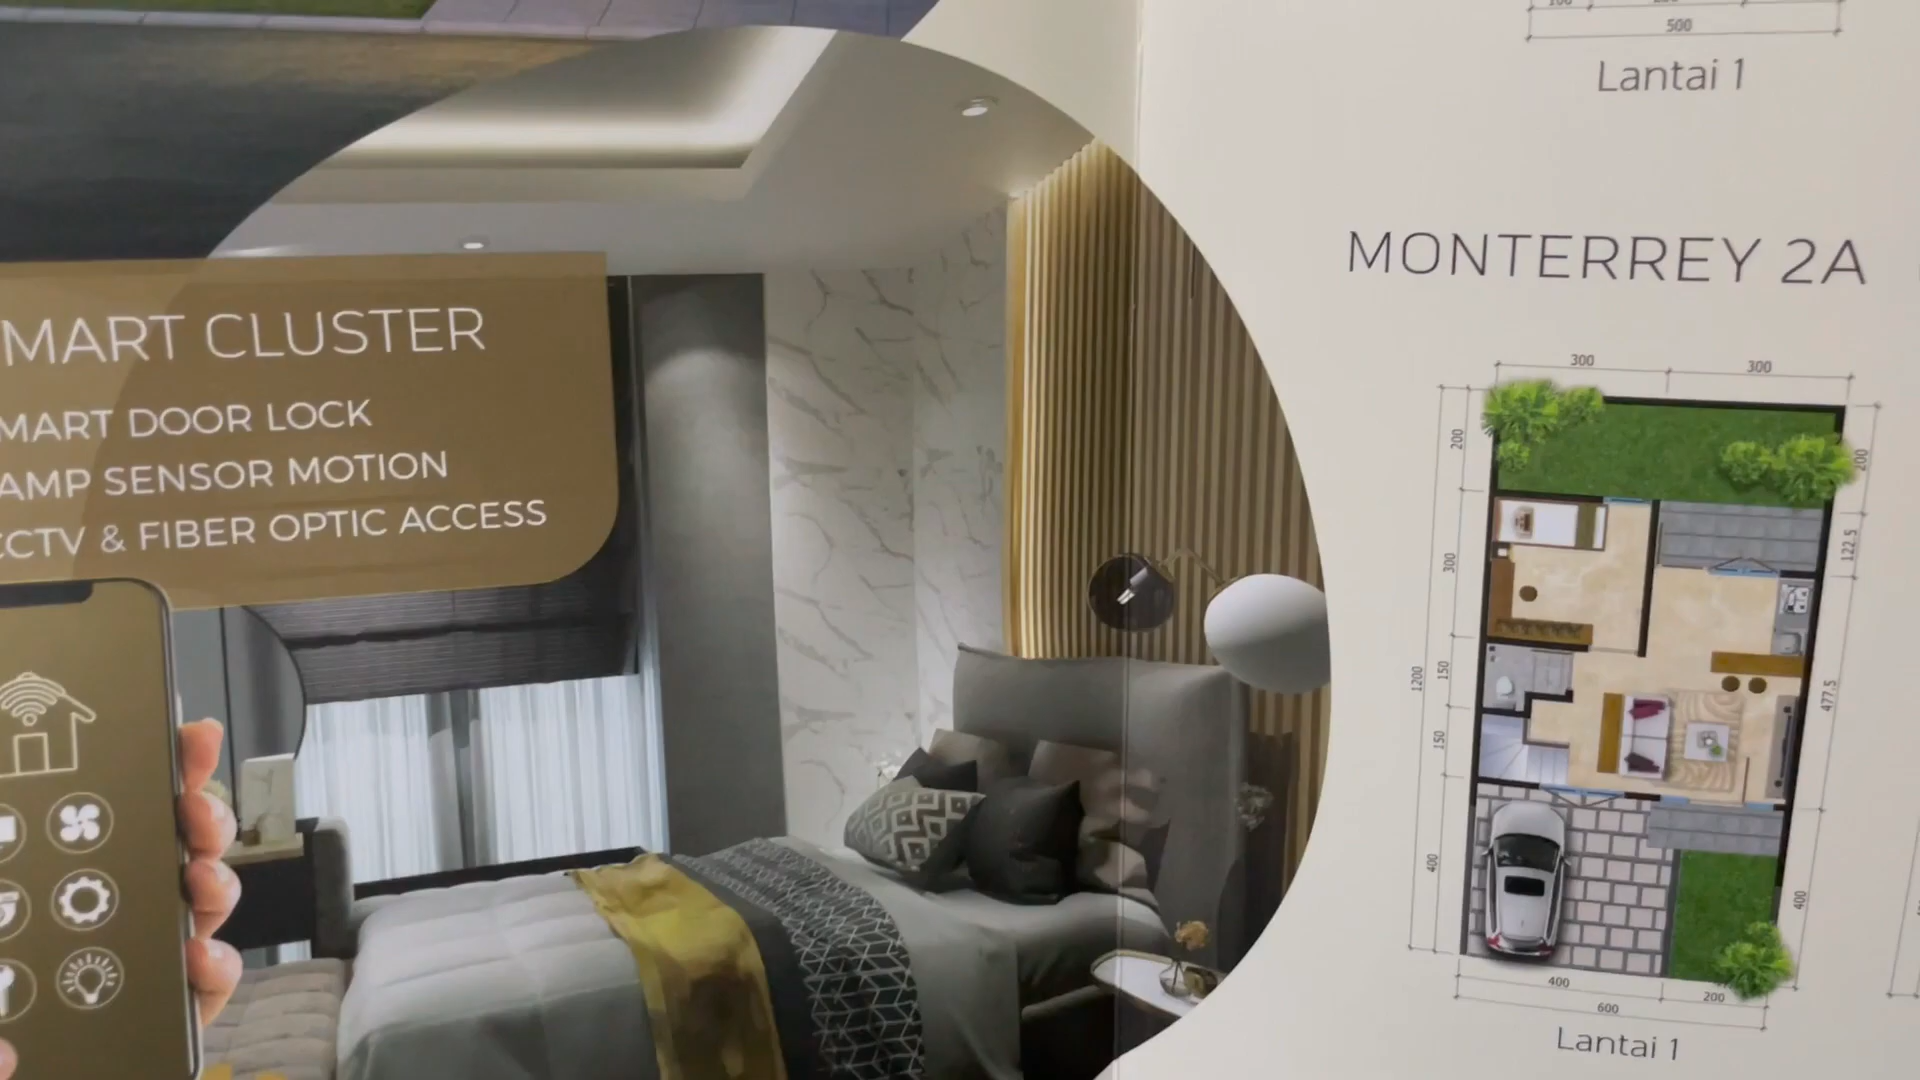 MART CLUSTER
MART DOOR LOCK
AMP SENSOR MOTION
CCTV & FIBER OPTIC ACCESS
500
Lantai 1
MONTERREY 2A
300
300
200
200
122.5
300
1200
150
477.5
150
400
400
400
200
600
Lantai 1